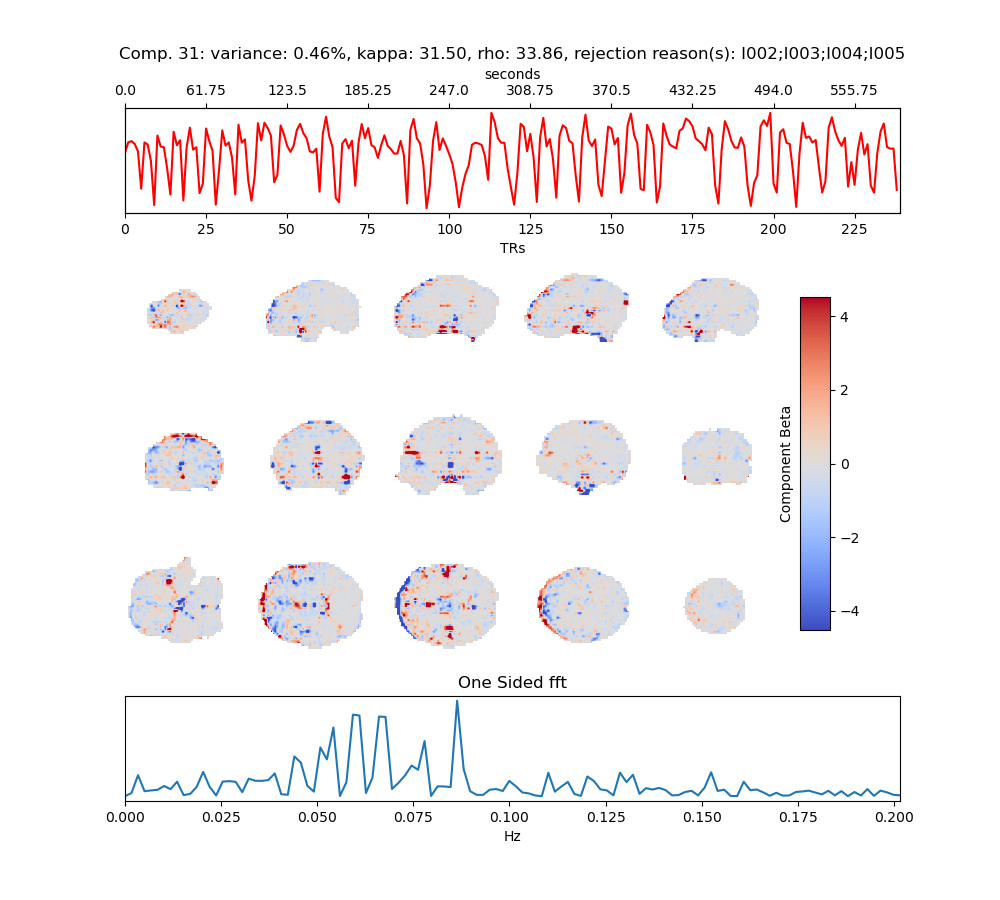 Comp. 31: variance: 0.46%, kappa: 31.50, rho: 33.86, rejection reason(s): I002;I003;I004;I005
seconds
0.0 61.75 123.5 185.25 247.0 308.75 370.5 432.25 494.0 555.75
0 25 50 75 100 125 150 175 200 225
TRs
4
2
0
−2
−4
Component Beta
One Sided fft
0.000 0.025 0.050 0.075 0.100 0.125 0.150 0.175 0.200
Hz